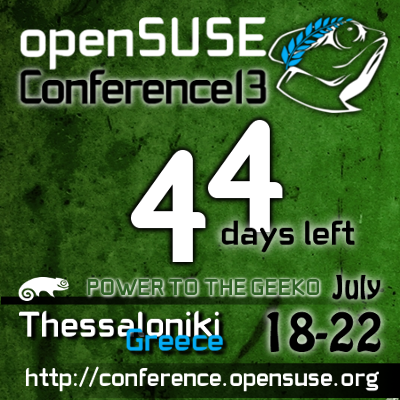 openSUSE
Conference13
44
days left
POWER TO THE GEEKO
July
Thessaloniki
Greece
18-22
http://conference.opensuse.org